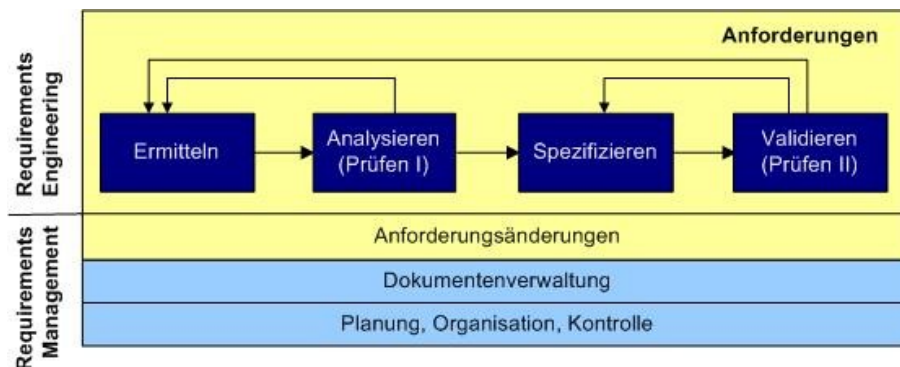 Anforderungen
Requirements
Engineering
Ermitteln
Analysieren
(Prüfen I)
Spezifizieren
Validieren
(Prüfen II)
Requirements
Management
Anforderungsänderungen
Dokumentenverwaltung
Planung, Organisation, Kontrolle